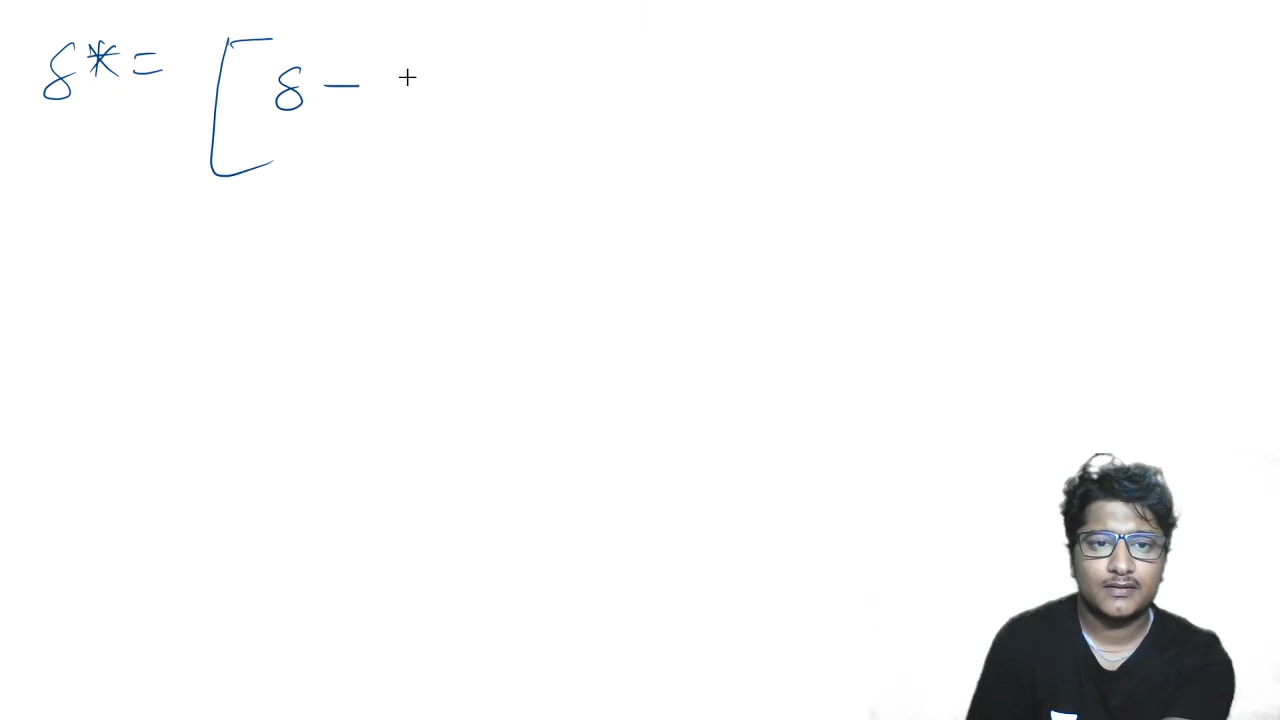 δ* = [ δ −